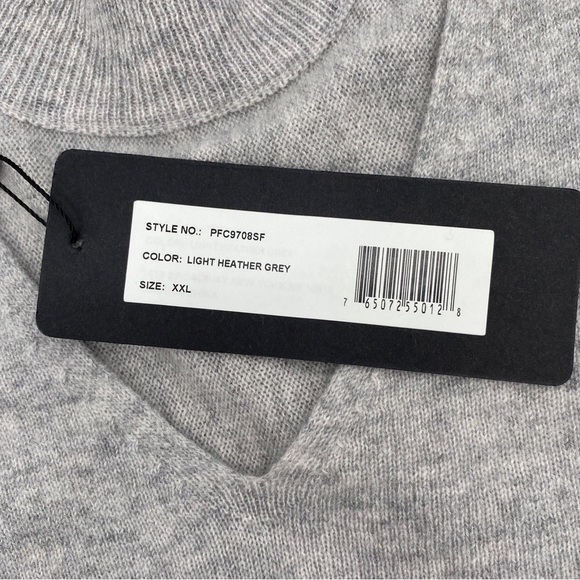 STYLE NO.: PFC9708SF
COLOR: LIGHT HEATHER GREY
SIZE: XXL
7 65072 55012 8